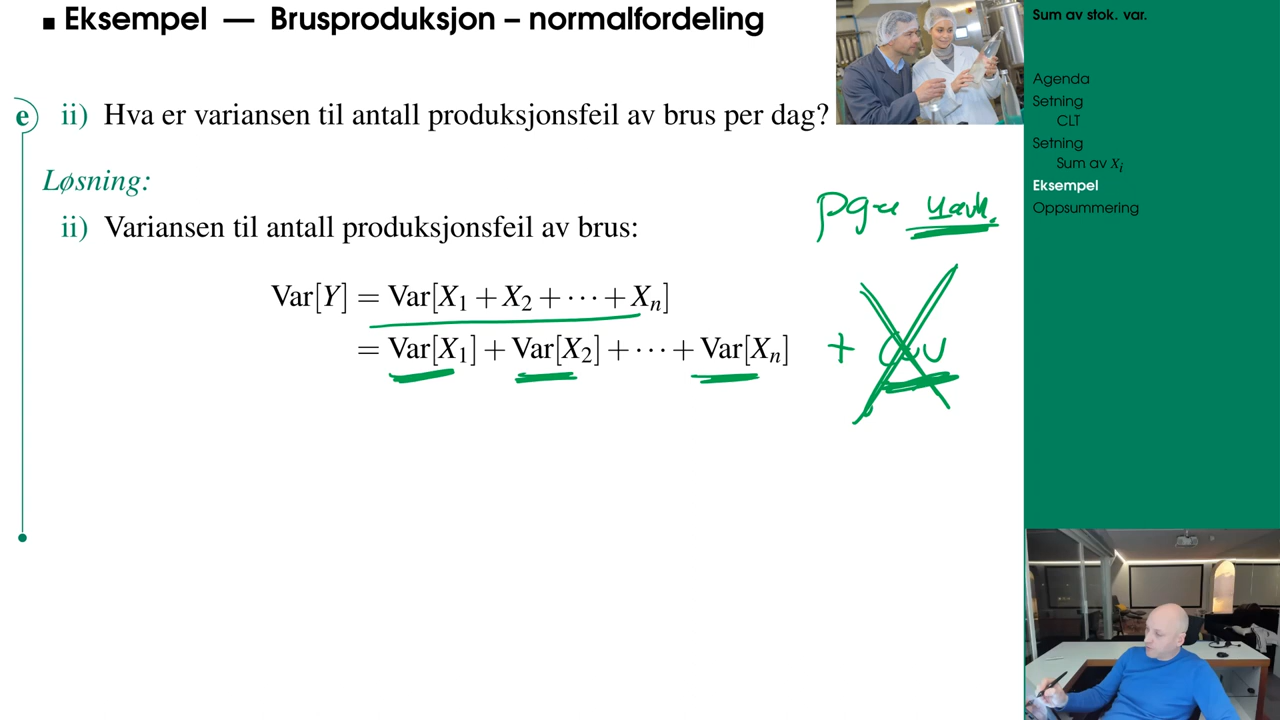 ▪ Eksempel — Brusproduksjon – normalfordeling
e ii) Hva er variansen til antall produksjonsfeil av brus per dag?
Løsning:
ii) Variansen til antall produksjonsfeil av brus:
pga uavh.
Var[Y] = Var[X₁ + X₂ + ··· + Xₙ]
= Var[X₁] + Var[X₂] + ··· + Var[Xₙ] + Cov
Sum av stok. var.
Agenda
Setning
CLT
Setning
Sum av Xᵢ
Eksempel
Oppsummering